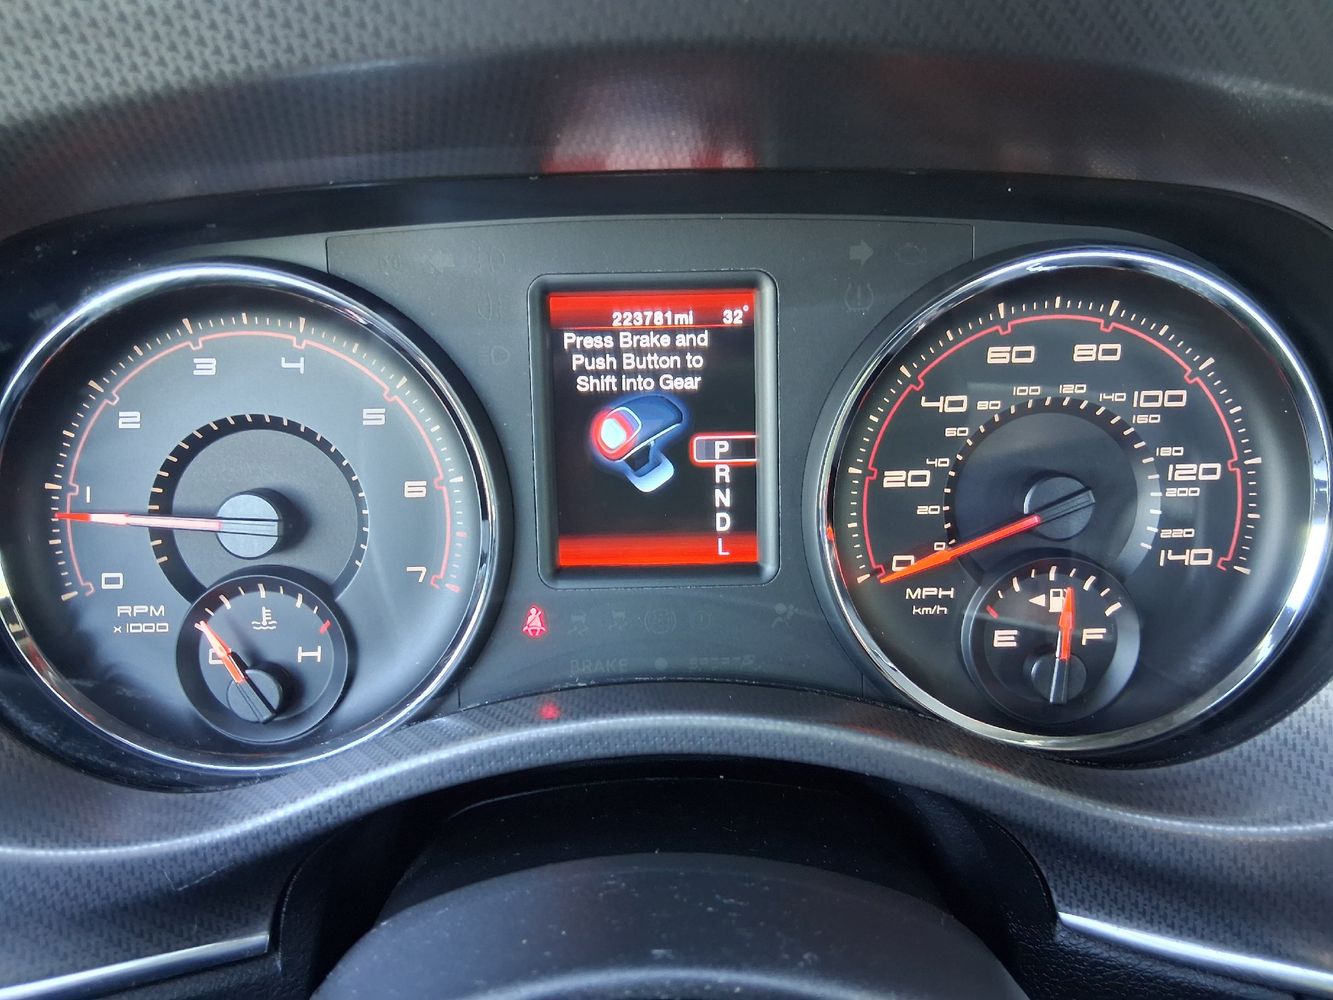 223781mi 32°
Press Brake and
Push Button to
Shift into Gear
P
R
N
D
L
0
1
2
3
4
5
6
7
RPM
x 1000
C H
0
20
40
60
80
100
120
140
0
20
40
60
80
100
120
140
160
180
200
220
MPH
km/h
E F
BRAKE